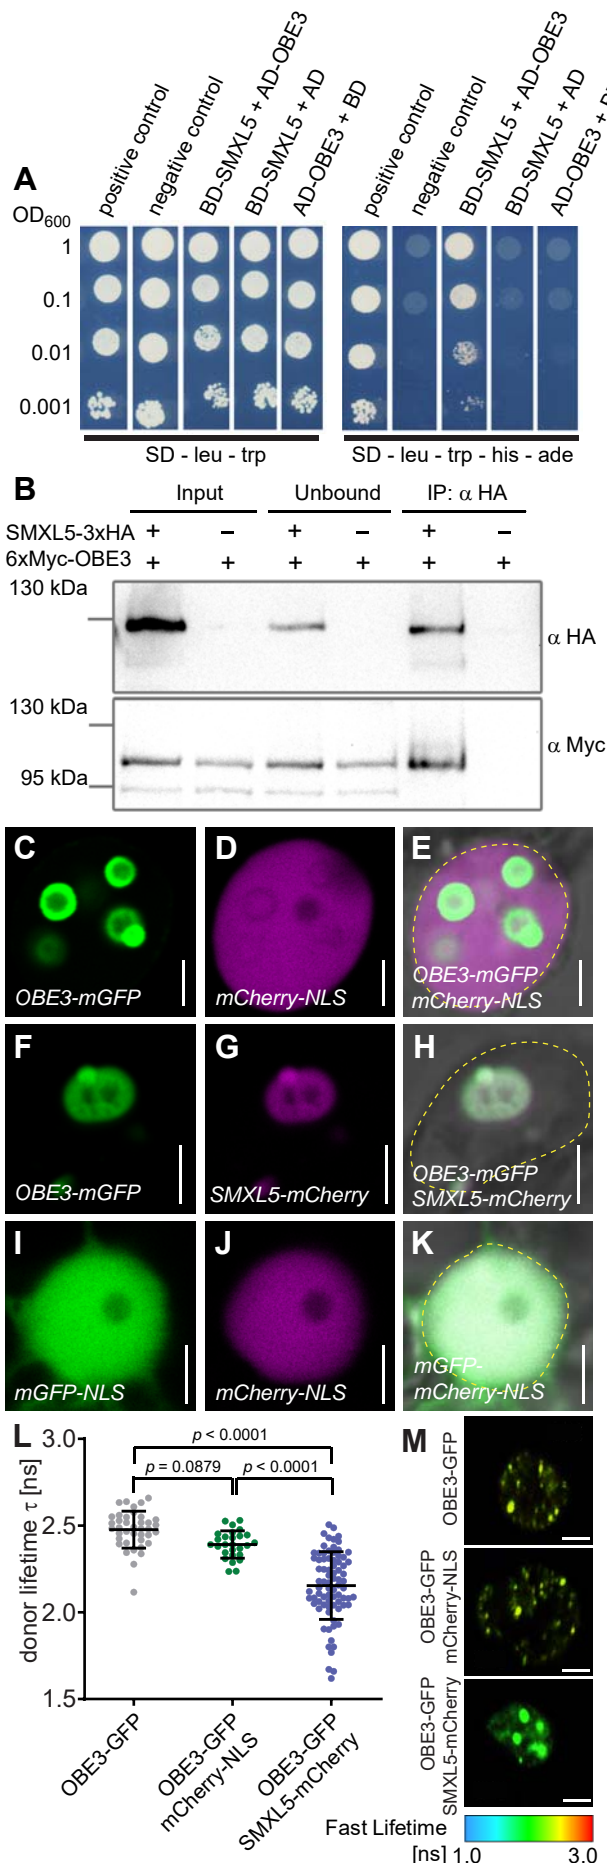 A
positive control
negative control
BD-SMXL5 + AD-OBE3
BD-SMXL5 + AD
AD-OBE3 + BD
positive control
negative control
BD-SMXL5 + AD-OBE3
BD-SMXL5 + AD
AD-OBE3 +
OD600
1
0.1
0.01
0.001
SD - leu - trp
SD - leu - trp - his - ade
B
Input
Unbound
IP: α HA
SMXL5-3xHA + – + – + –
6xMyc-OBE3 + + + + + +
130 kDa
α HA
130 kDa
α Myc
95 kDa
C
OBE3-mGFP
D
mCherry-NLS
E
OBE3-mGFP
mCherry-NLS
F
OBE3-mGFP
G
SMXL5-mCherry
H
OBE3-mGFP
SMXL5-mCherry
I
mGFP-NLS
J
mCherry-NLS
K
mGFP-
mCherry-NLS
L
donor lifetime τ [ns]
3.0
2.5
2.0
1.5
p < 0.0001
p = 0.0879
p < 0.0001
OBE3-GFP
OBE3-GFP
mCherry-NLS
OBE3-GFP
SMXL5-mCherry
M
OBE3-GFP
OBE3-GFP
mCherry-NLS
OBE3-GFP
SMXL5-mCherry
Fast Lifetime
[ns] 1.0 3.0